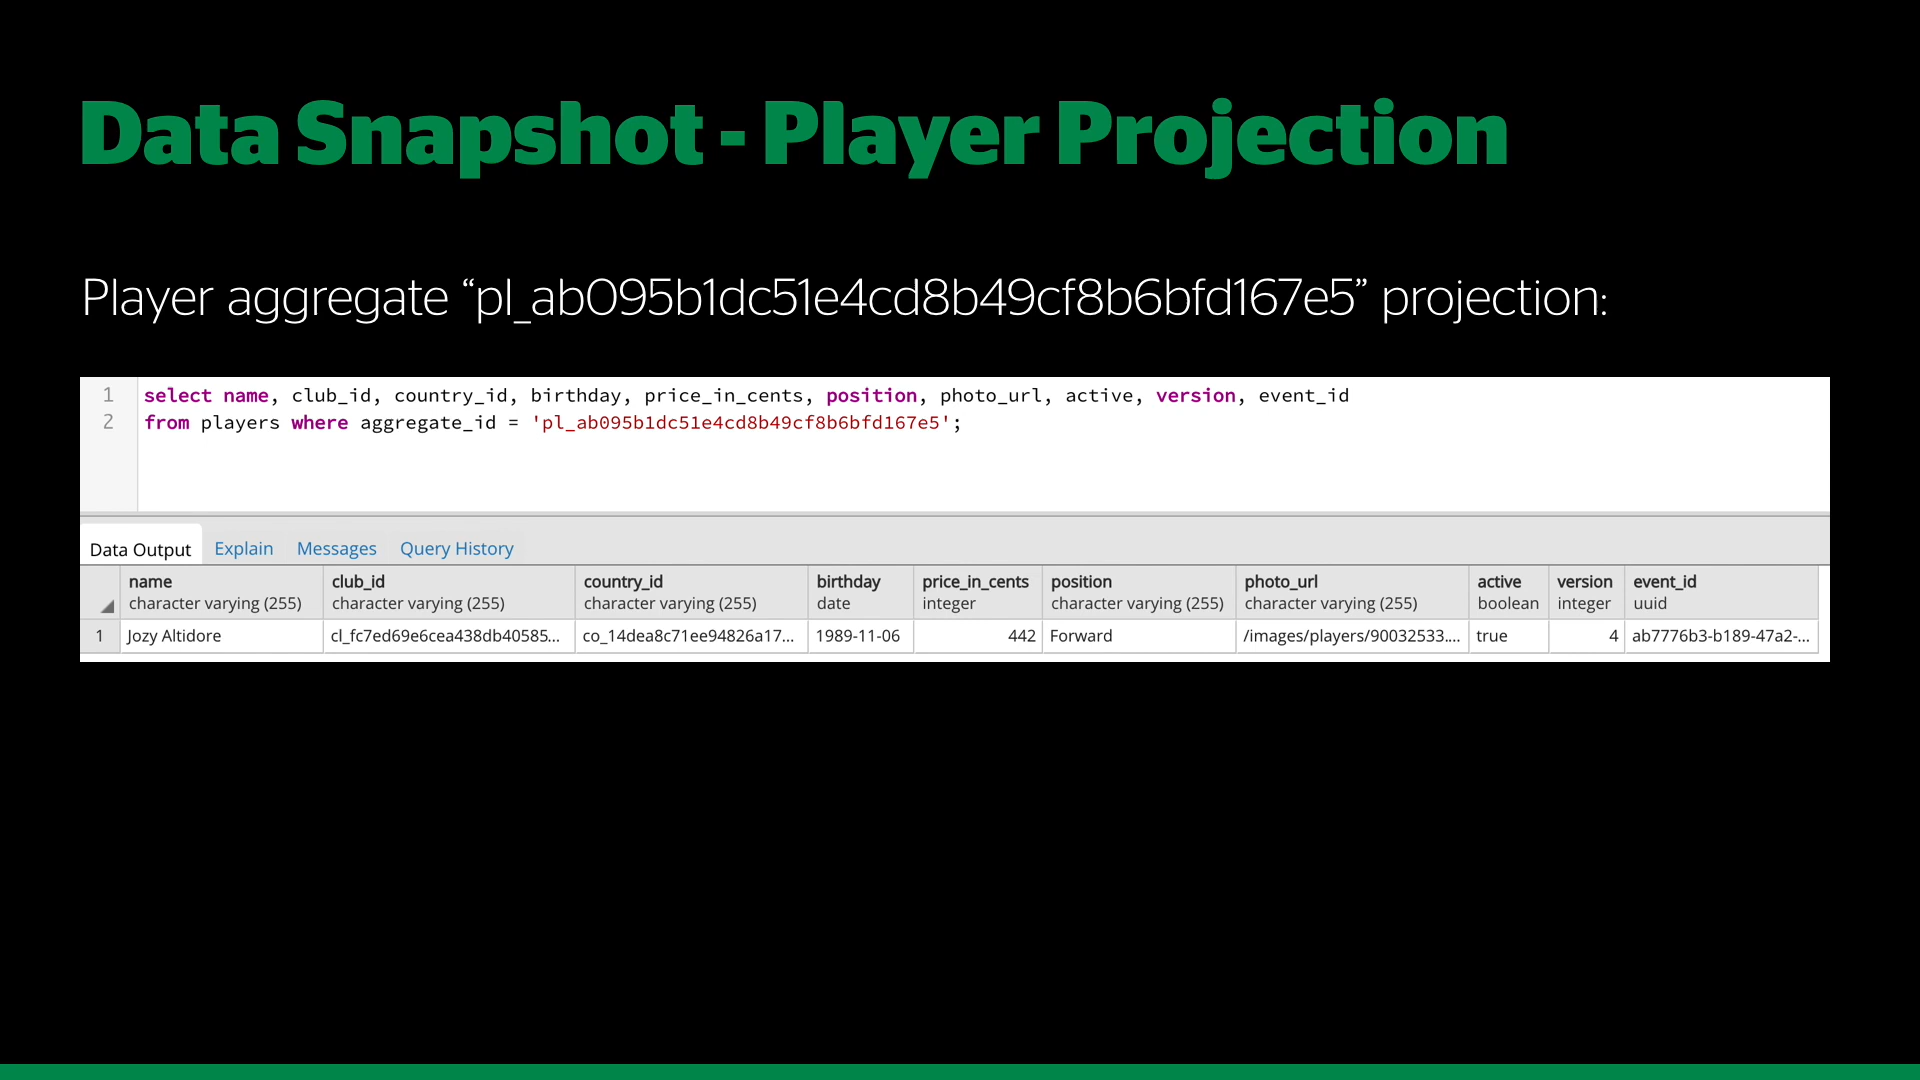 Data Snapshot - Player Projection
Player aggregate “pl_ab095b1dc51e4cd8b49cf8b6bfd167e5” projection:
1 select name, club_id, country_id, birthday, price_in_cents, position, photo_url, active, version, event_id
2 from players where aggregate_id = 'pl_ab095b1dc51e4cd8b49cf8b6bfd167e5';
Data Output Explain Messages Query History
name club_id country_id birthday price_in_cents position photo_url active version event_id
character varying (255) character varying (255) character varying (255) date integer character varying (255) character varying (255) boolean integer uuid
1 Jozy Altidore cl_fc7ed69e6cea438db40585... co_14dea8c71ee94826a17... 1989-11-06 442 Forward /images/players/90032533.... true 4 ab7776b3-b189-47a2-...